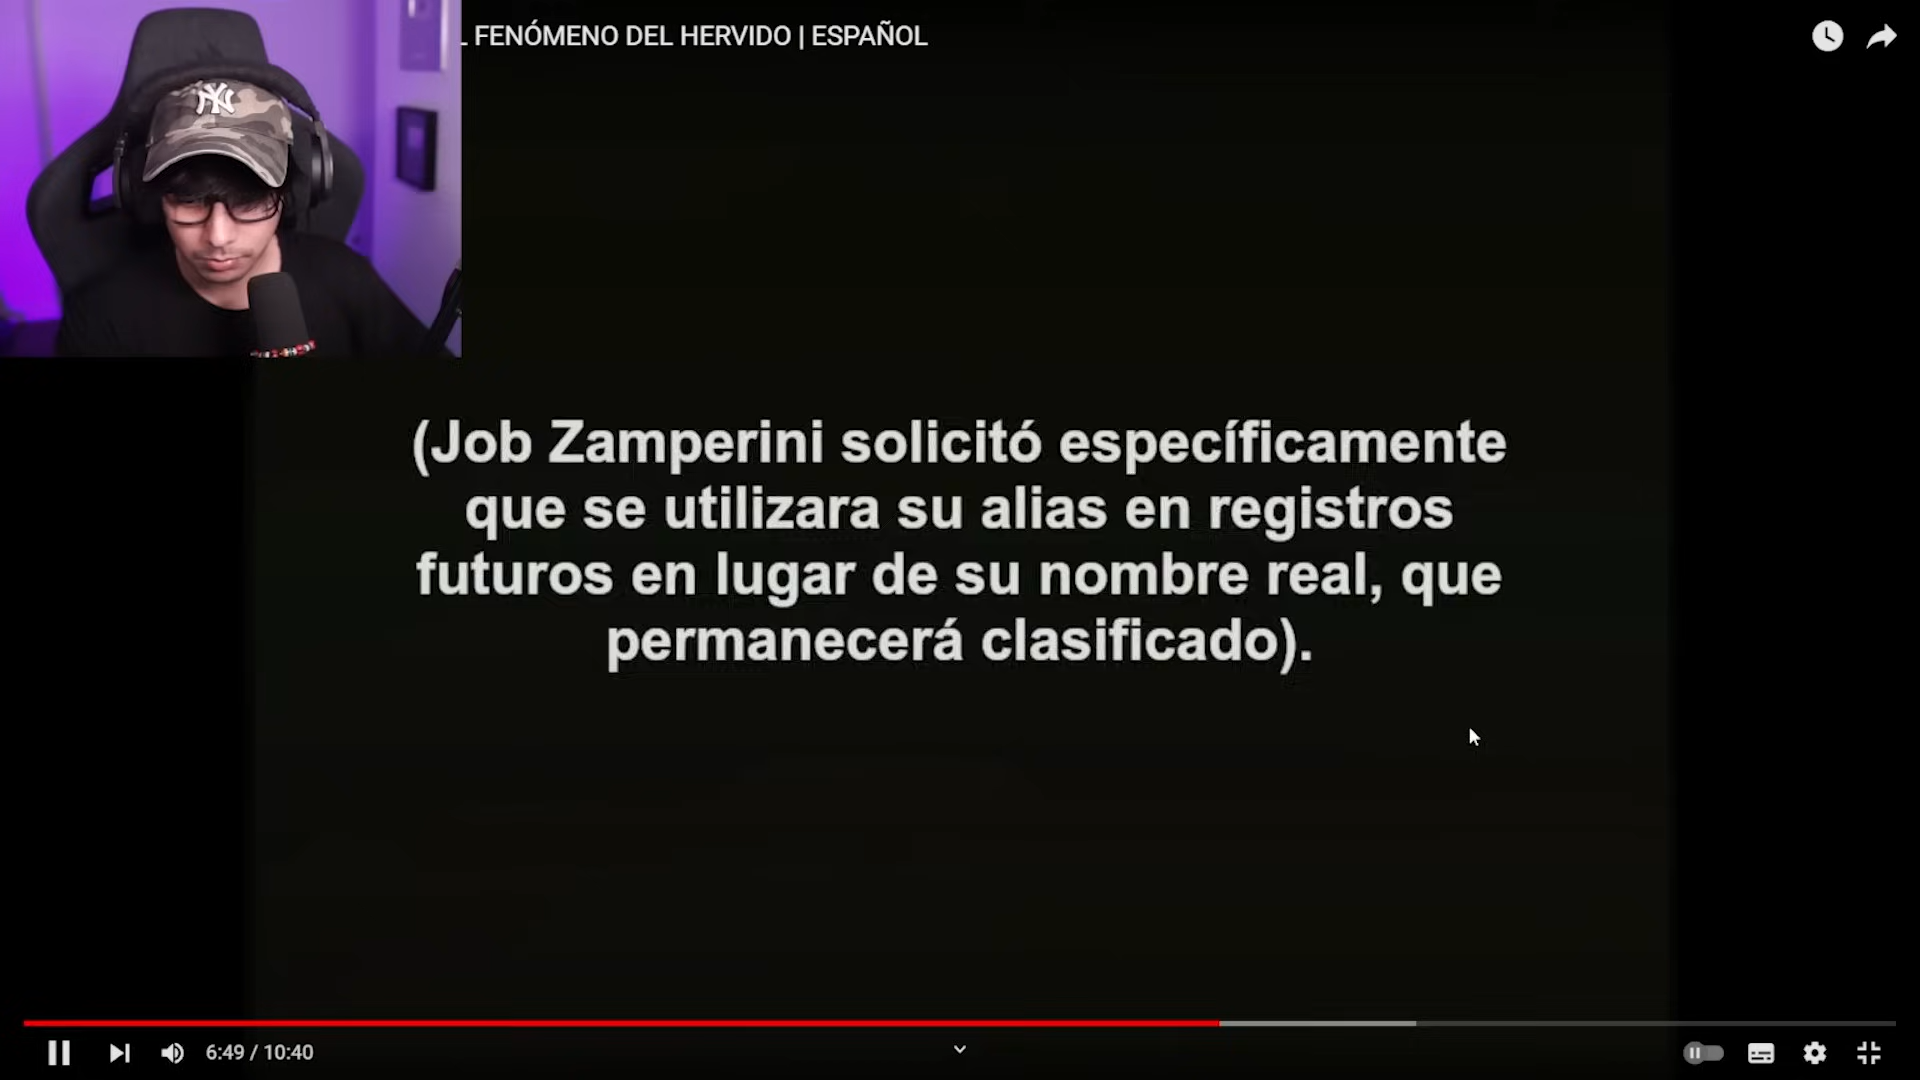 FENÓMENO DEL HERVIDO | ESPAÑOL
NY
(Job Zamperini solicitó específicamente
que se utilizara su alias en registros
futuros en lugar de su nombre real, que
permanecerá clasificado).
6:49 / 10:40